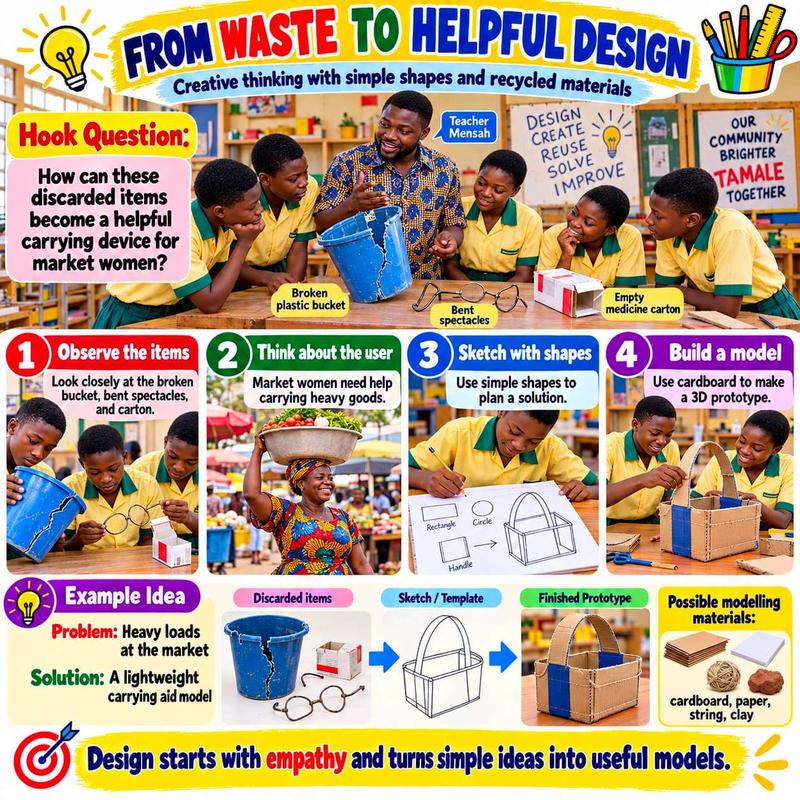 FROM WASTE TO HELPFUL DESIGN
Creative thinking with simple shapes and recycled materials
Hook Question:
How can these
discarded items
become a helpful
carrying device for
market women?
Teacher
Mensah
DESIGN
CREATE
REUSE
SOLVE
IMPROVE
OUR
COMMUNITY
BRIGHTER
TAMALE
TOGETHER
Broken
plastic bucket
Bent
spectacles
Empty
medicine carton
1 Observe the items
Look closely at the broken
bucket, bent spectacles,
and carton.
2 Think about the user
Market women need help
carrying heavy goods.
3 Sketch with shapes
Use simple shapes to
plan a solution.
Rectangle
Circle
Handle
4 Build a model
Use cardboard to make
a 3D prototype.
Example Idea
Problem: Heavy loads
at the market
Solution: A lightweight
carrying aid model
Discarded items
Sketch / Template
Finished Prototype
Possible modelling
materials:
cardboard, paper,
string, clay
Design starts with empathy and turns simple ideas into useful models.